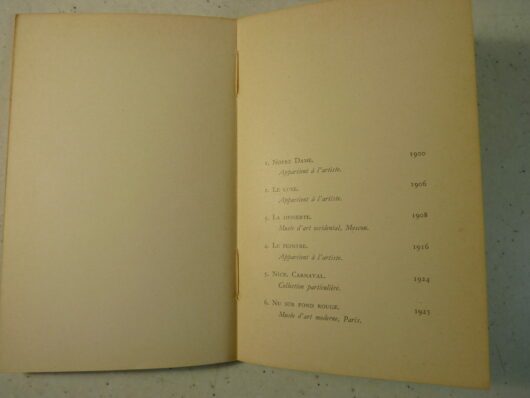 1. Notre Dame. 1900
Appartient à l'artiste.
2. Le luxe. 1906
Appartient à l'artiste.
3. La desserte. 1908
Musée d'art occidental, Moscou.
4. Le peintre. 1916
Appartient à l'artiste.
5. Nice, Carnaval. 1924
Collection particulière.
6. Nu sur fond rouge. 1925
Musée d'art moderne, Paris.